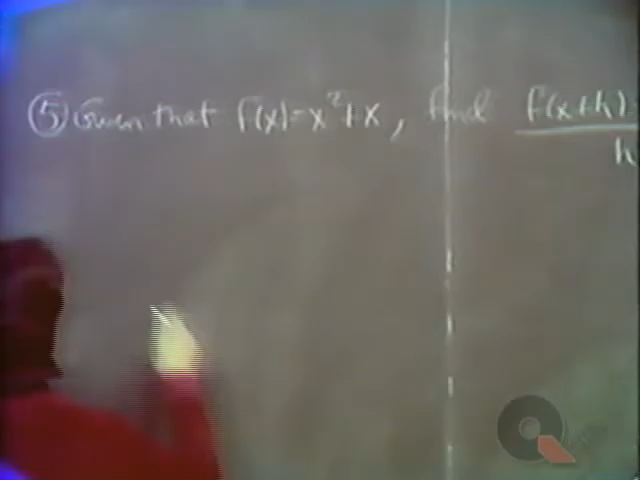 ⑤ Given that F(x)=x²+x, find F(x+h)
h